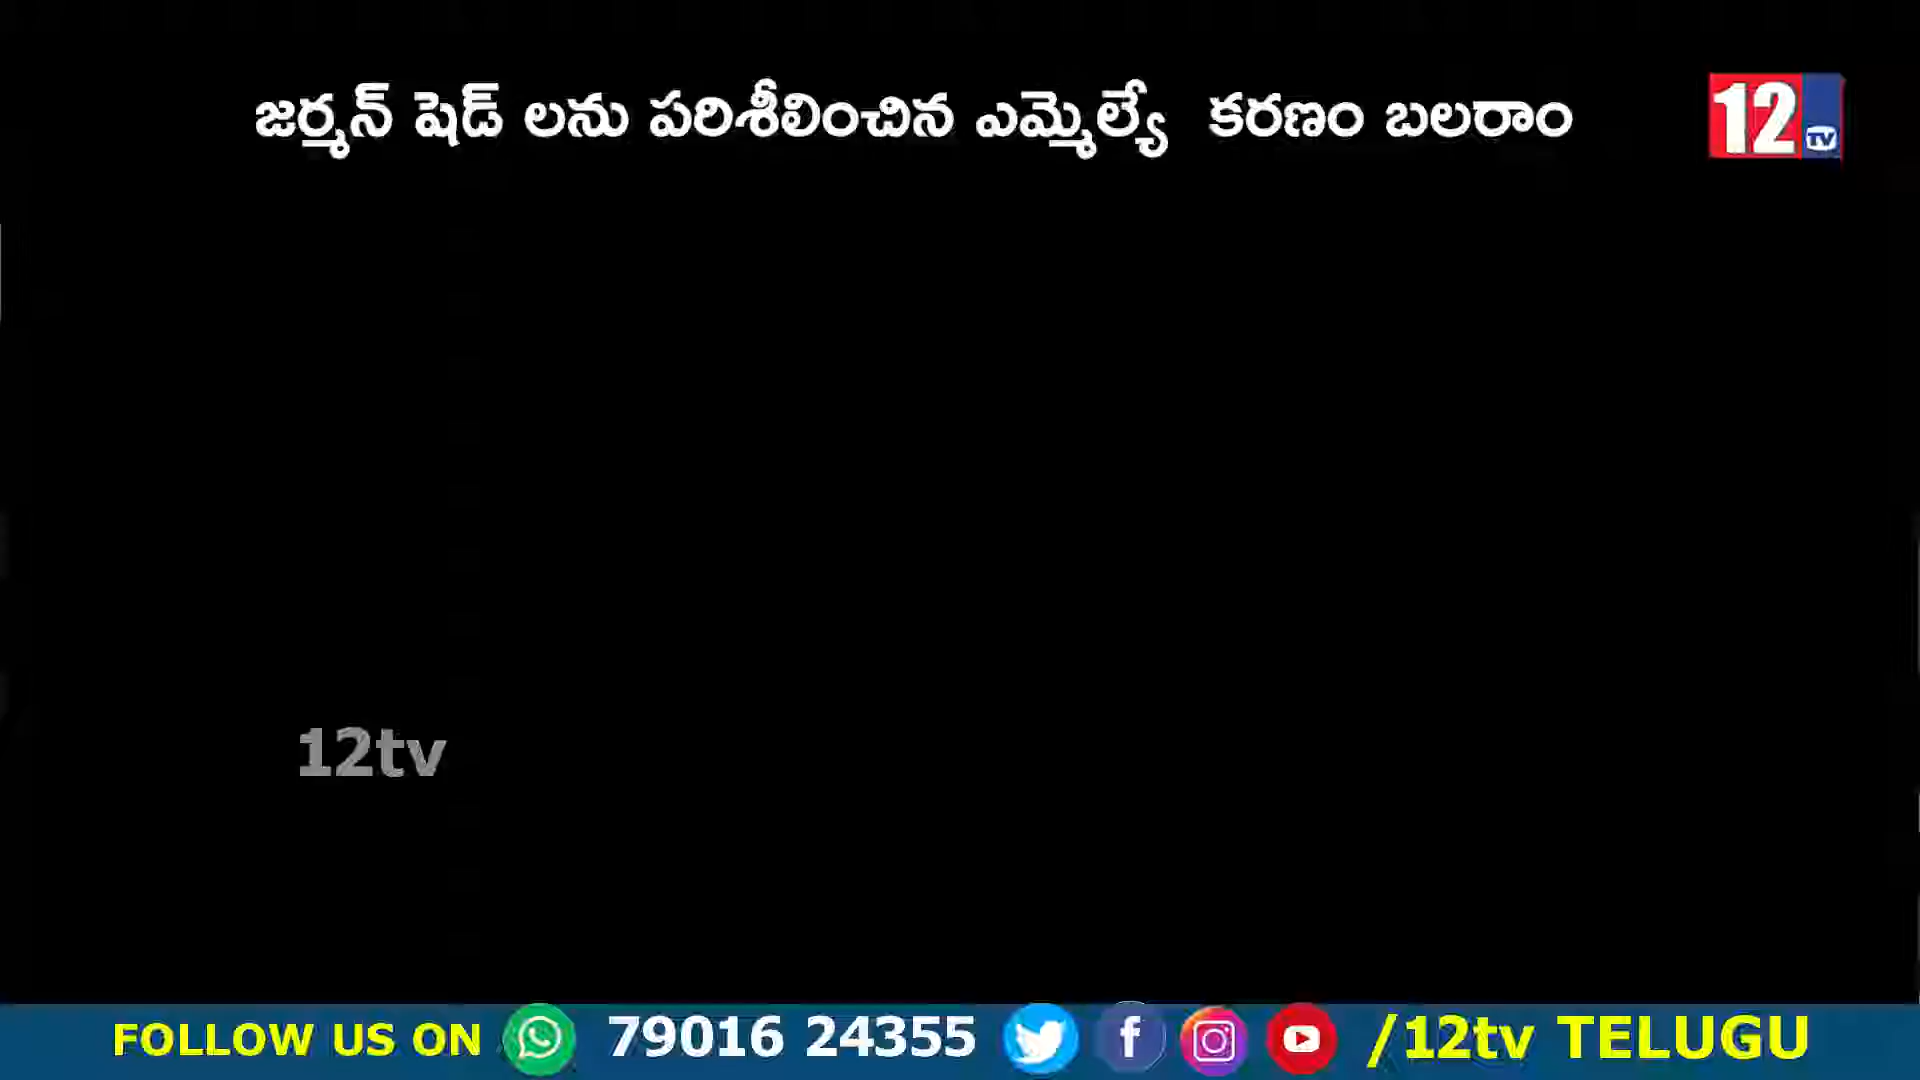 జర్మన్ షెడ్ లను పరిశీలించిన ఎమ్మెల్యే కరణం బలరాం
12 TV
12tv
FOLLOW US ON 79016 24355 /12tv TELUGU